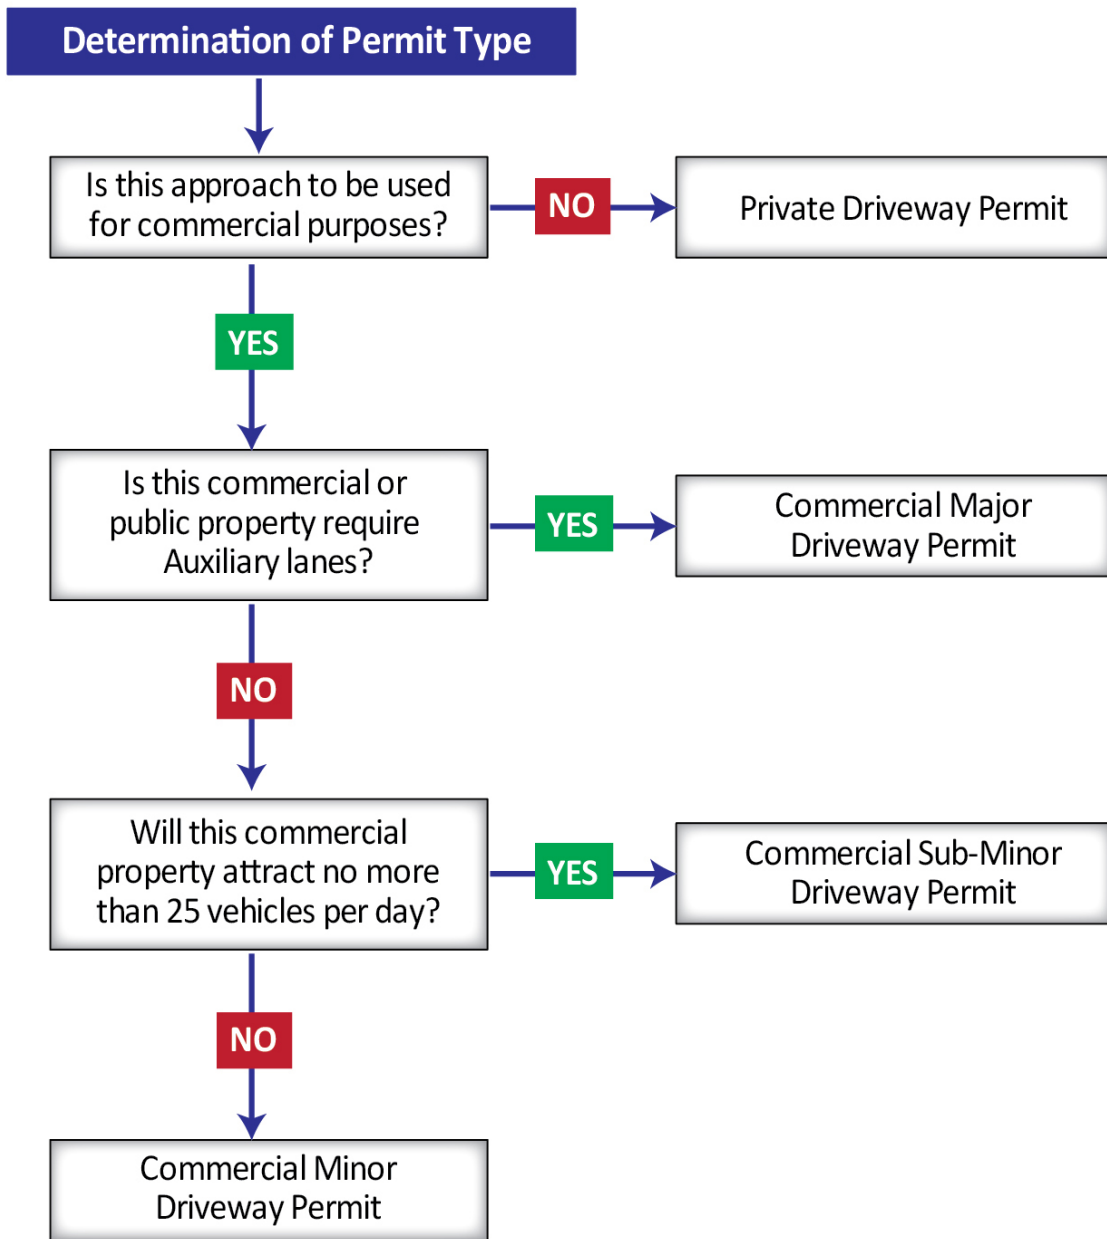 Determination of Permit Type
Is this approach to be used
for commercial purposes?
NO
Private Driveway Permit
YES
Is this commercial or
public property require
Auxiliary lanes?
YES
Commercial Major
Driveway Permit
NO
Will this commercial
property attract no more
than 25 vehicles per day?
YES
Commercial Sub-Minor
Driveway Permit
NO
Commercial Minor
Driveway Permit